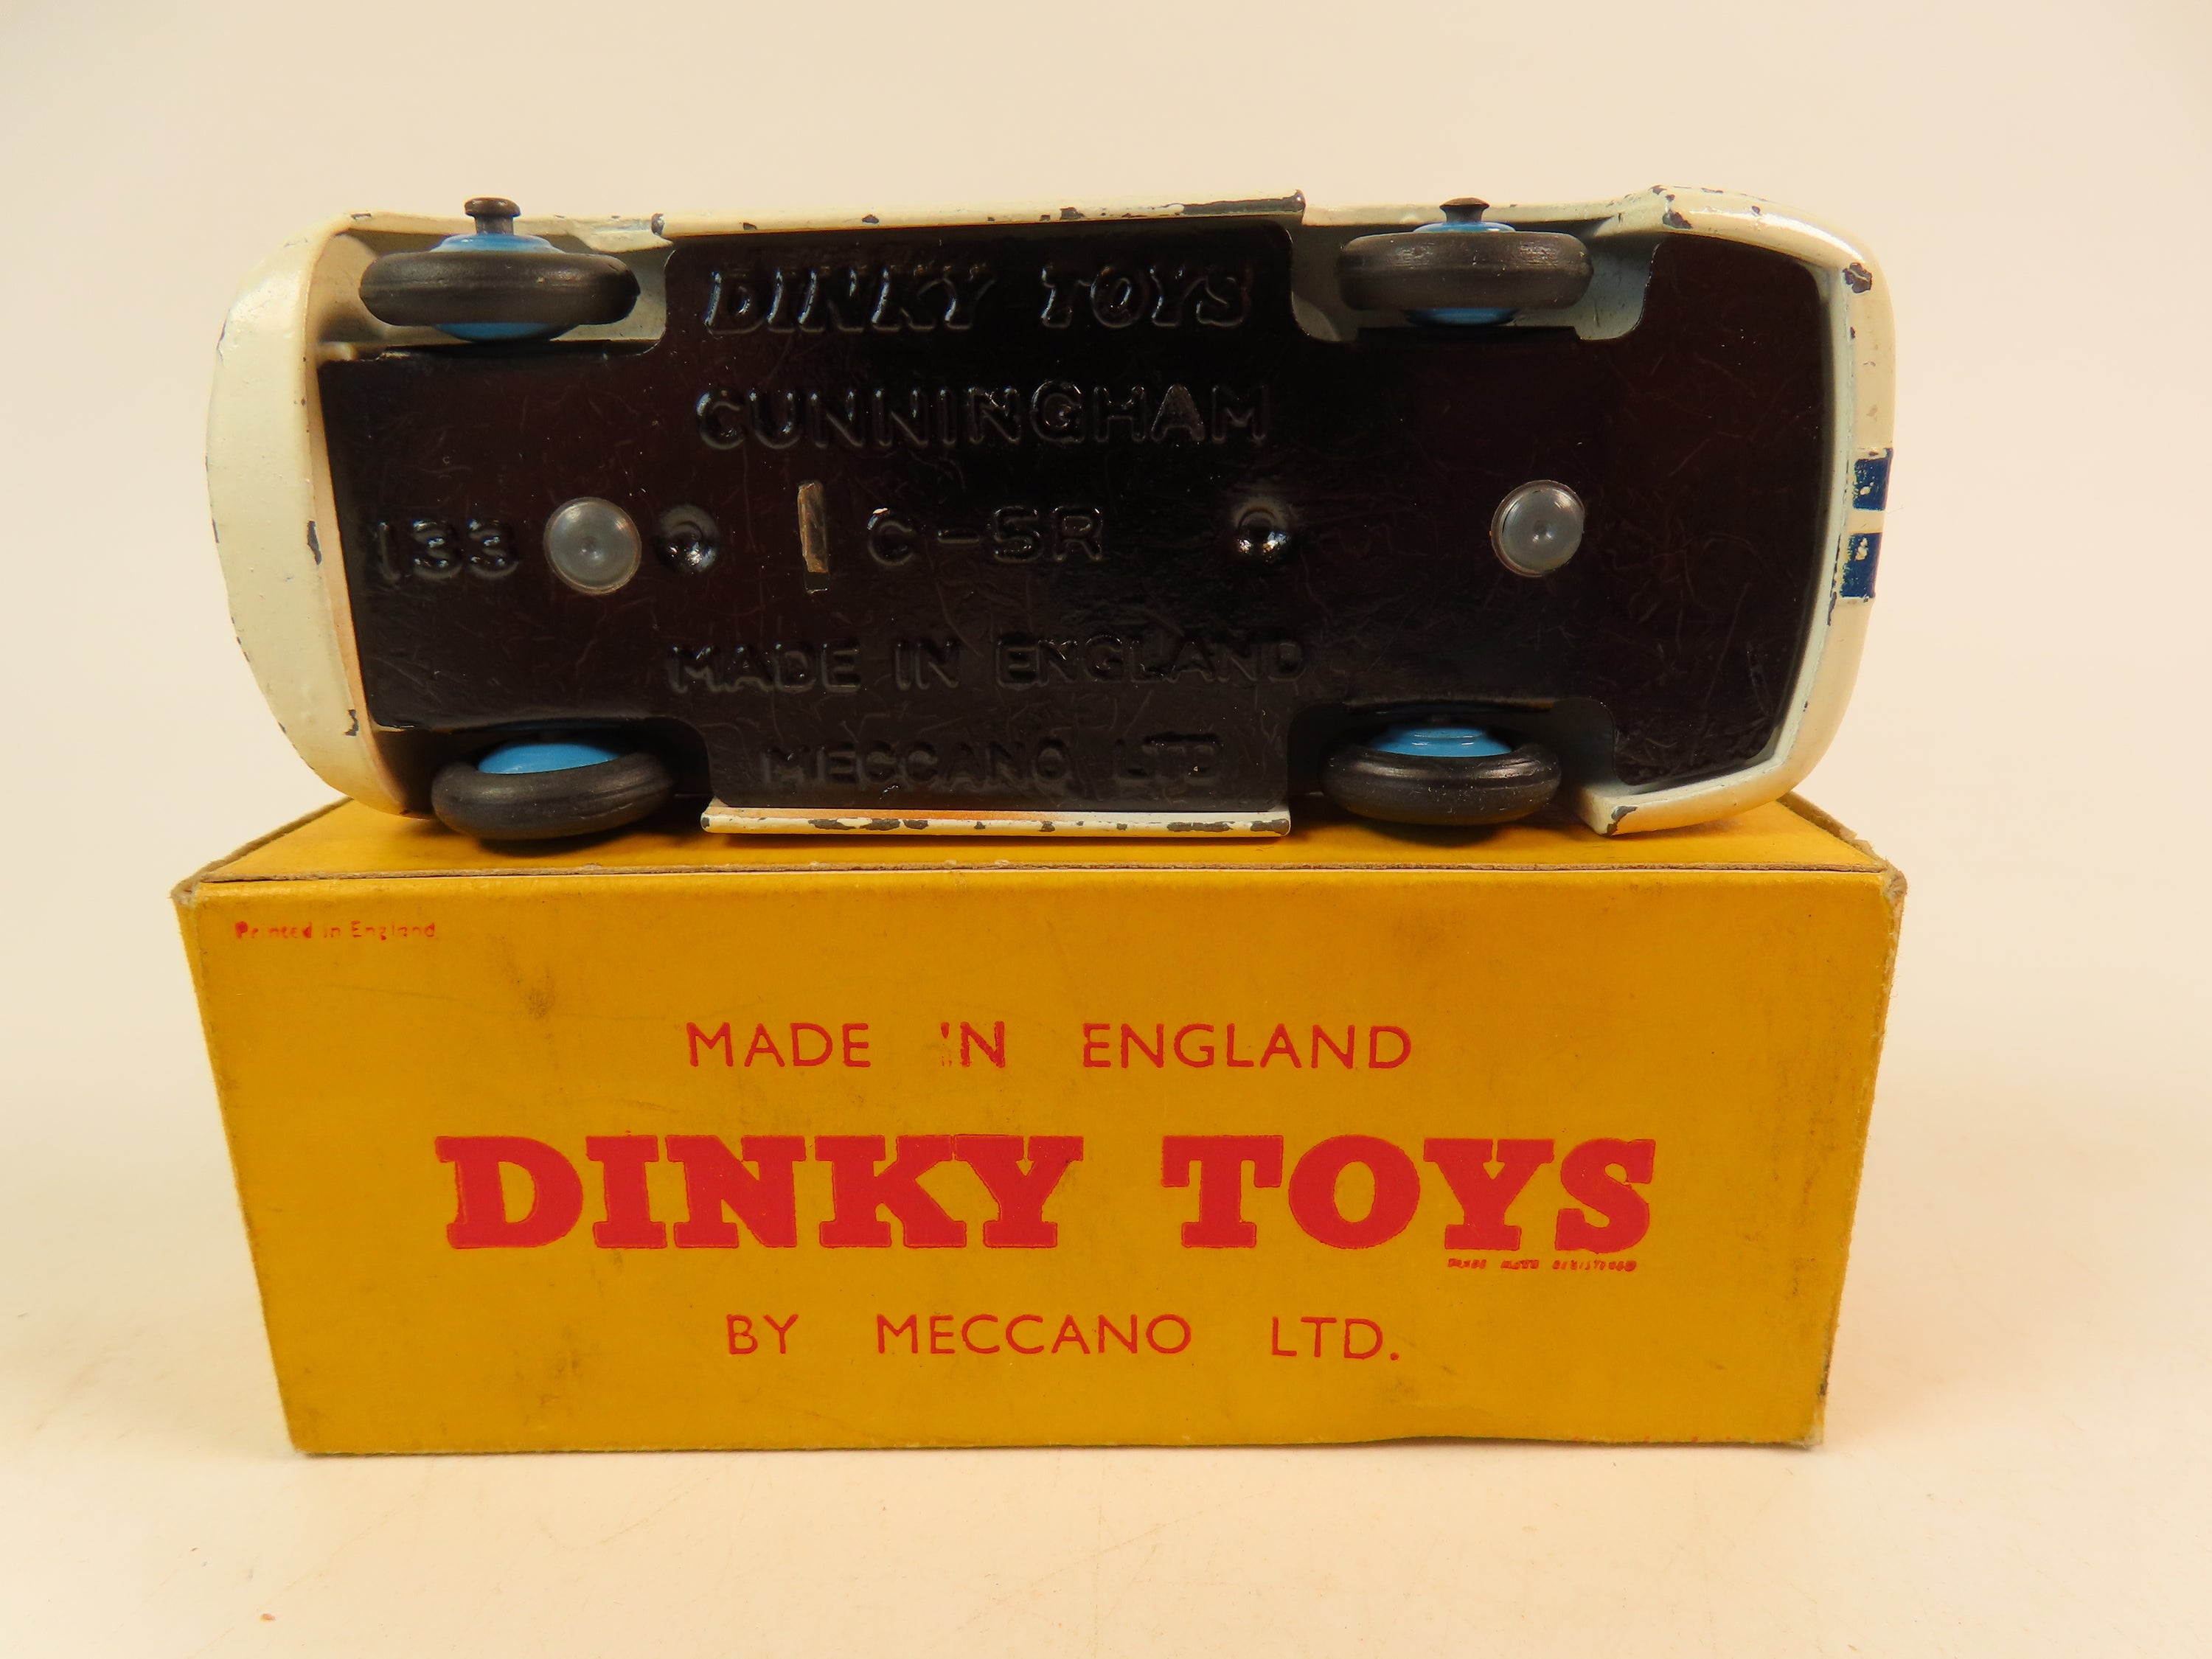 DINKY TOYS
CUNNINGHAM
133 C-5R
MADE IN ENGLAND
MECCANO LTD
Printed in England
MADE IN ENGLAND
DINKY TOYS
BY MECCANO LTD.